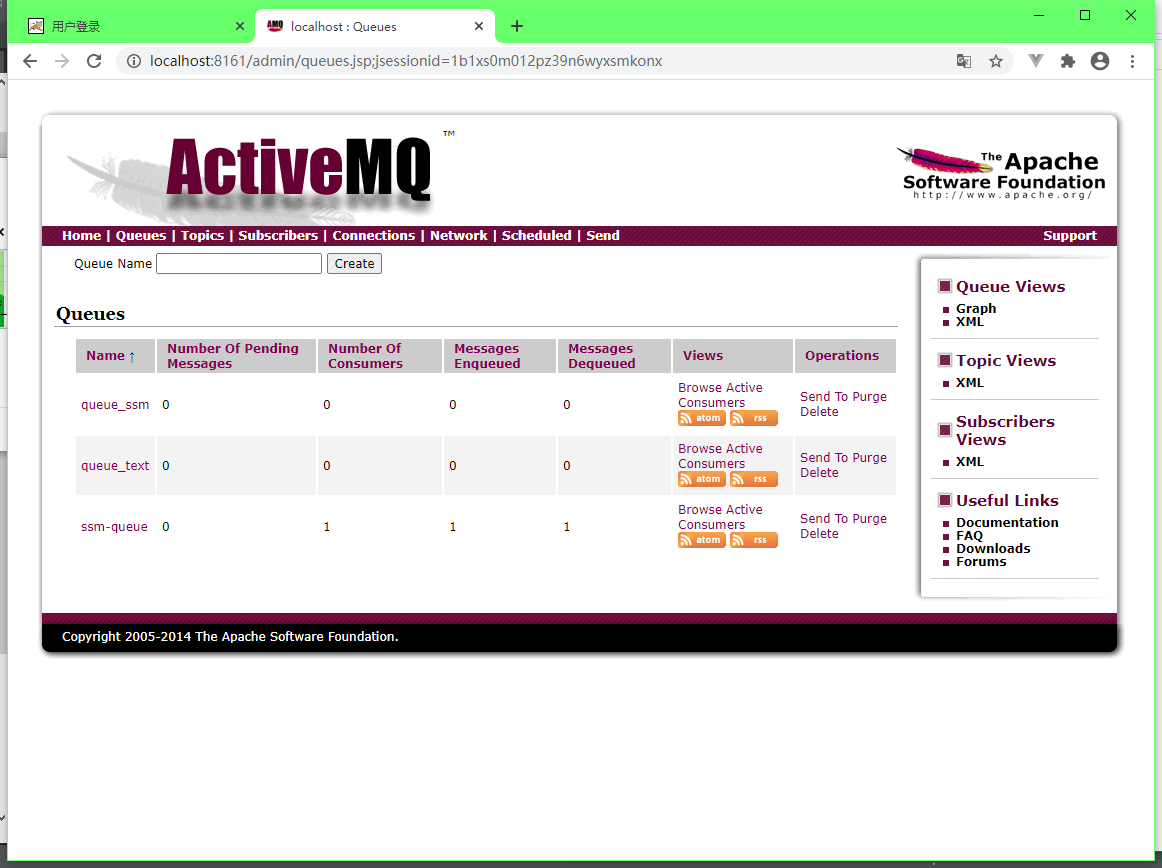 用户登录
localhost : Queues
localhost:8161/admin/queues.jsp;jsessionid=1b1xs0m012pz39n6wyxsmkonx
ActiveMQ ™
The Apache
Software Foundation
http://www.apache.org/
Home | Queues | Topics | Subscribers | Connections | Network | Scheduled | Send
Support
Queue Name Create
Queues
Name ↑ Number Of Pending Messages Number Of Consumers Messages Enqueued Messages Dequeued Views Operations
queue_ssm 0 0 0 0
Browse Active
Consumers
atom rss
Send To Purge
Delete
queue_text 0 0 0 0
Browse Active
Consumers
atom rss
Send To Purge
Delete
ssm-queue 0 1 1 1
Browse Active
Consumers
atom rss
Send To Purge
Delete
Queue Views
Graph
XML
Topic Views
XML
Subscribers
Views
XML
Useful Links
Documentation
FAQ
Downloads
Forums
Copyright 2005-2014 The Apache Software Foundation.